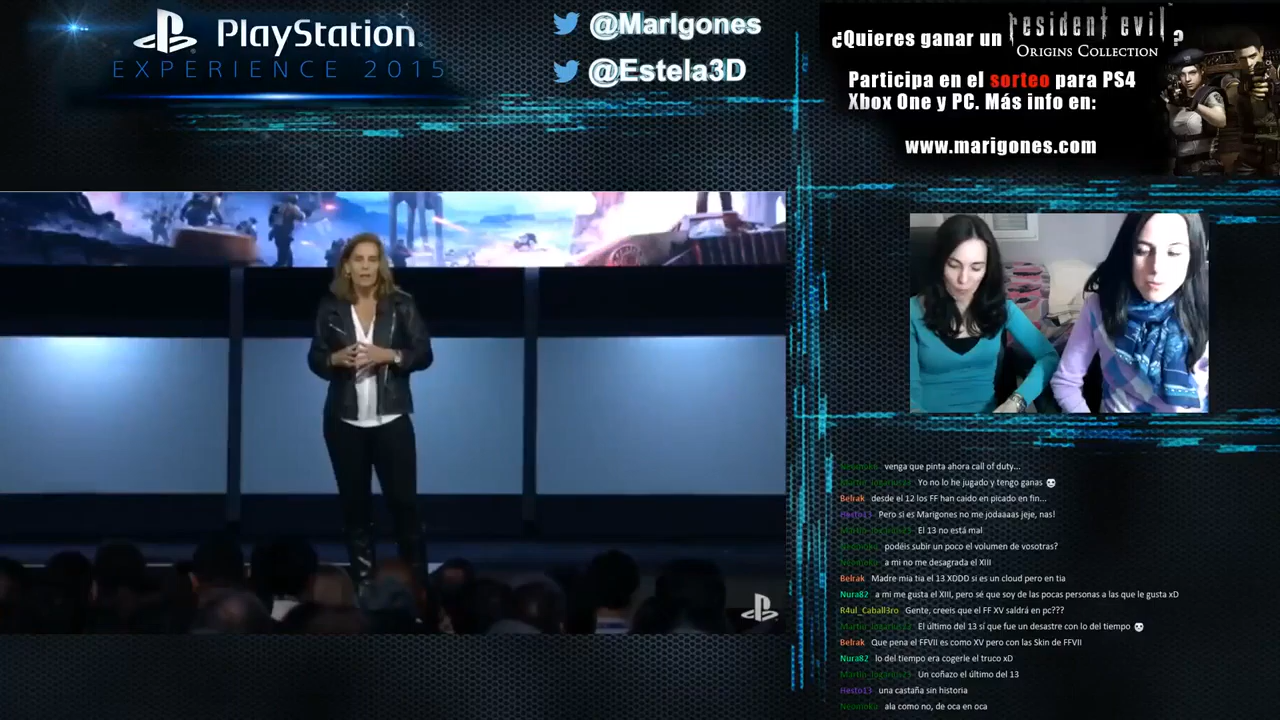 PlayStation
EXPERIENCE 2015
@MarIgones
@Estela3D
¿Quieres ganar un resident evil ?
ORIGINS COLLECTION
Participa en el sorteo para PS4
Xbox One y PC. Más info en:
www.marigones.com
venga que pinta ahora call of duty...
Yo no lo he jugado y tengo ganas
Belrak desde el 12 los FF han caido en picado en fin...
Hesto13 Pero si es Marigones no me jodaaaas jeje, nas!
El 13 no está mal
podéis subir un poco el volumen de vosotras?
a mi no me desagrada el XIII
Belrak Madre mia tia el 13 XDDD si es un cloud pero en tia
Nura82 a mi me gusta el XIII, pero sé que soy de las pocas personas a las que le gusta xD
R4ul_Caball3ro Gente, creeis que el FF XV saldrá en pc???
El último del 13 sí que fue un desastre con lo del tiempo
Belrak Que pena el FFVII es como XV pero con las Skin de FFVII
Nura82 lo del tiempo era cogerle el truco xD
Un coñazo el último del 13
Hesto13 una castaña sin historia
ala como no, de oca en oca